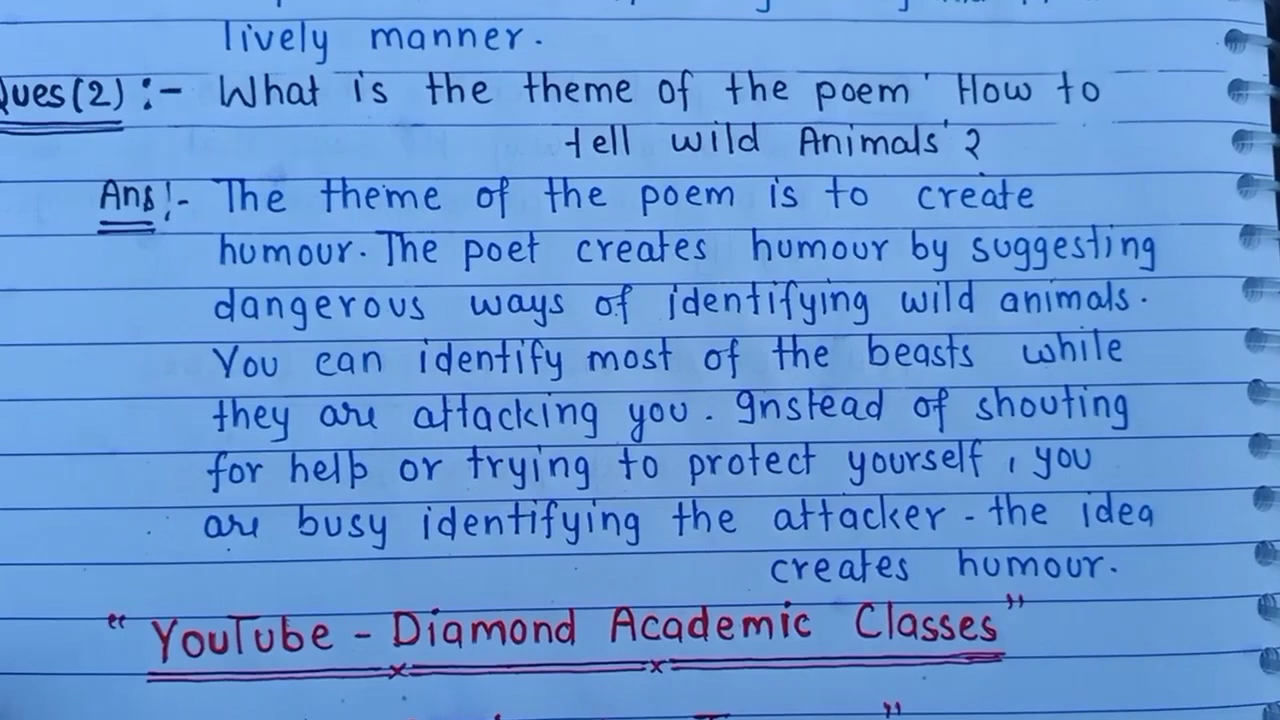 lively manner.
Ques(2) :- What is the theme of the poem 'How to
tell wild Animals'?
Ans:- The theme of the poem is to create
humour. The poet creates humour by suggesting
dangerous ways of identifying wild animals.
You can identify most of the beasts while
they are attacking you. Instead of shouting
for help or trying to protect yourself, you
are busy identifying the attacker - the idea
creates humour.
"YouTube - Diamond Academic Classes"